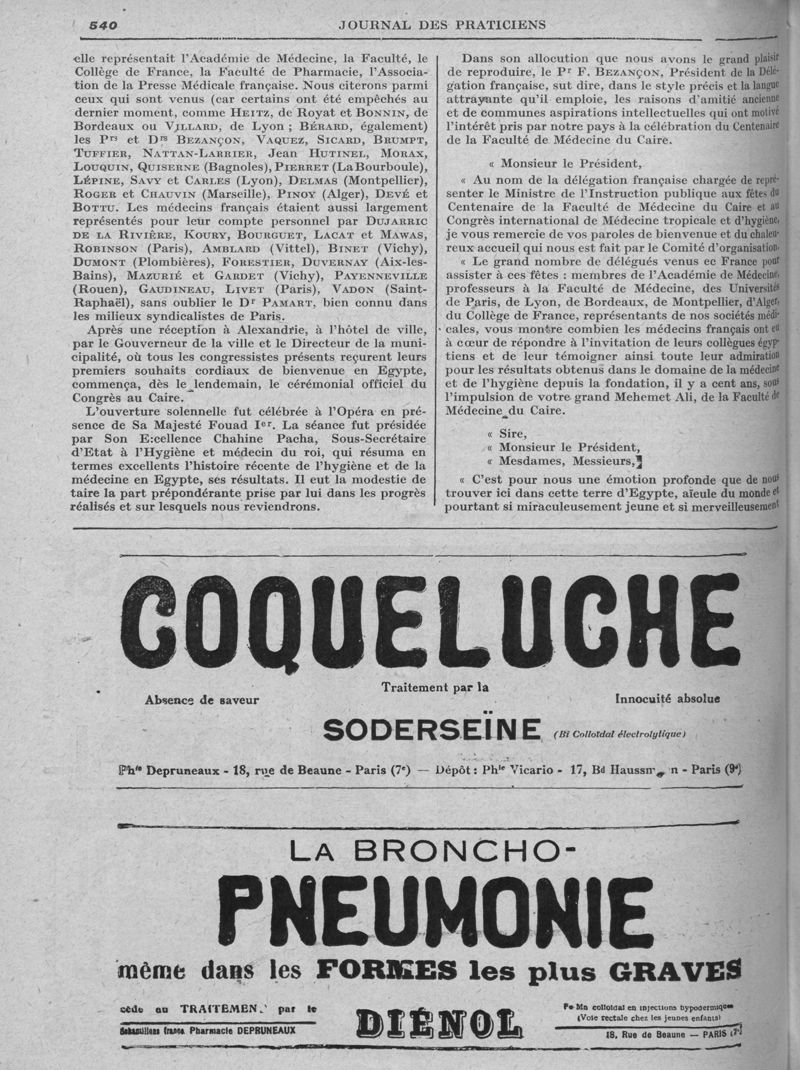 540
JOURNAL DES PRATICIENS
elle représentait l'Académie de Médecine, la Faculté, le
Collège de France, la Faculté de Pharmacie, l'Associa-
tion de la Presse Médicale française. Nous citerons parmi
ceux qui sont venus (car certains ont été empêchés au
dernier moment, comme HEITZ, de Royat et BONNIN, de
Bordeaux ou VILLARD, de Lyon ; BÉRARD, également)
les Prs et Drs BEZANÇON, VAQUEZ, SICARD, BRUMPT,
TUFFIER, NATTAN-LARRIER, Jean HUTINEL, MORAX,
LOUQUIN, QUISERNE (Bagnoles), PIERRET (La Bourboule),
LÉPINE, SAVY et CARLES (Lyon), DELMAS (Montpellier),
ROGER et CHAUVIN (Marseille), PINOY (Alger), DEVÉ et
BOTTU. Les médecins français étaient aussi largement
représentés pour leur compte personnel par DUJARRIC
DE LA RIVIÈRE, KOURY, BOURGUET, LACAT et MAWAS,
ROBINSON (Paris), AMBLARD (Vittel), BINET (Vichy),
DUMONT (Plombières), FORESTIER, DUVERNAY (Aix-les-
Bains), MAZURIÉ et GARDET (Vichy), PAYENNEVILLE
(Rouen), GAUDINEAU, LIVET (Paris), VADON (Saint-
Raphaël), sans oublier le Dr PAMART, bien connu dans
les milieux syndicalistes de Paris.
Après une réception à Alexandrie, à l'hôtel de ville,
par le Gouverneur de la ville et le Directeur de la muni-
cipalité, où tous les congressistes présents reçurent leurs
premiers souhaits cordiaux de bienvenue en Egypte,
commença, dès le lendemain, le cérémonial officiel du
Congrès au Caire.
L'ouverture solennelle fut célébrée à l'Opéra en pré-
sence de Sa Majesté Fouad Ier. La séance fut présidée
par Son E:cellence Chahine Pacha, Sous-Secrétaire
d'Etat à l'Hygiène et médecin du roi, qui résuma en
termes excellents l'histoire récente de l'hygiène et de la
médecine en Egypte, ses résultats. Il eut la modestie de
taire la part prépondérante prise par lui dans les progrès
réalisés et sur lesquels nous reviendrons.
Dans son allocution que nous avons le grand plaisir
de reproduire, le Pr F. BEZANÇON, Président de la Délé-
gation française, sut dire, dans le style précis et la langue
attrayante qu'il emploie, les raisons d'amitié ancienne
et de communes aspirations intellectuelles qui ont motivé
l'intérêt pris par notre pays à la célébration du Centenaire
de la Faculté de Médecine du Caire.
« Monsieur le Président,
« Au nom de la délégation française chargée de repré-
senter le Ministre de l'Instruction publique aux fêtes du
Centenaire de la Faculté de Médecine du Caire et au
Congrès international de Médecine tropicale et d'hygiène,
je vous remercie de vos paroles de bienvenue et du chaleu-
reux accueil qui nous est fait par le Comité d'organisation.
« Le grand nombre de délégués venus ec France pour
assister à ces fêtes : membres de l'Académie de Médecine,
professeurs à la Faculté de Médecine, des Universités
de Paris, de Lyon, de Bordeaux, de Montpellier, d'Alger,
du Collège de France, représentants de nos sociétés médi-
cales, vous montre combien les médecins français ont eu
à cœur de répondre à l'invitation de leurs collègues égyp-
tiens et de leur témoigner ainsi toute leur admiration
pour les résultats obtenus dans le domaine de la médecine
et de l'hygiène depuis la fondation, il y a cent ans, sous
l'impulsion de votre grand Mehemet Ali, de la Faculté de
Médecine du Caire.
« Sire,
« Monsieur le Président,
« Mesdames, Messieurs,
« C'est pour nous une émotion profonde que de nous
trouver ici dans cette terre d'Egypte, aïeule du monde et
pourtant si miraculeusement jeune et si merveilleusement
COQUELUCHE
Traitement par la
Absence de saveur
Innocuité absolue
SODERSEÏNE (Bi Colloïdal électrolytique)
Phie Depruneaux - 18, rue de Beaune - Paris (7e) — Dépôt : Phie Vicario - 17, Bd Haussm n - Paris (9e)
LA BRONCHO-
PNEUMONIE
même dans les FORMES les plus GRAVES
cède au TRAITEMEN. par le
Echantillons franco Pharmacie DEPRUNEAUX
DIÉNOL
Fe Mn colloïdal en injections hypodermiques
(Voie rectale chez les jeunes enfants)
18, Rue de Beaune — PARIS (7e)